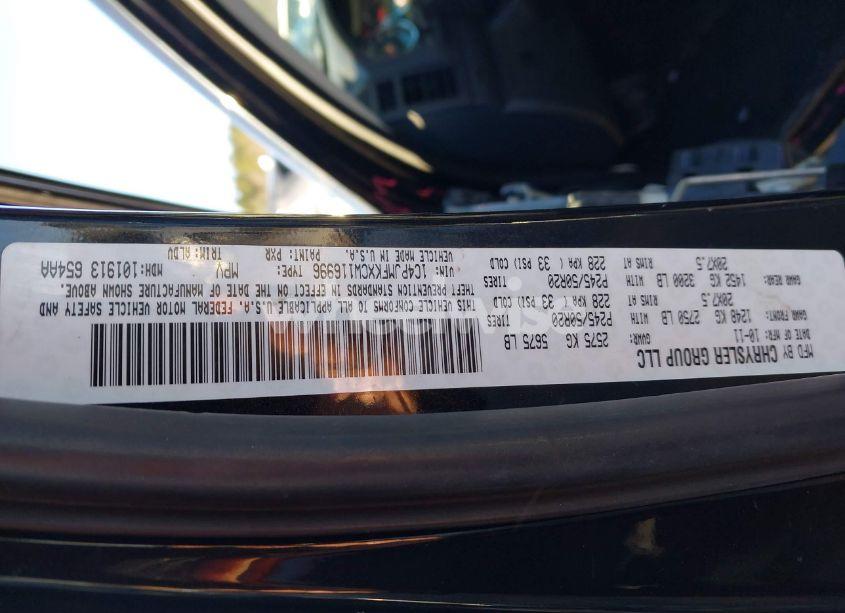 MFD BY CHRYSLER GROUP LLC
DATE OF MFR: 10-11 GVWR: 2575 KG 5675 LB
GAWR FRONT: 1248 KG 2750 LB WITH TIRES P245/50R20
RIMS AT 20X7.5 228 KPA ( 33 PSI) COLD
GAWR REAR: 1452 KG 3200 LB WITH TIRES P245/50R20
RIMS AT 20X7.5 228 KPA ( 33 PSI) COLD
THIS VEHICLE CONFORMS TO ALL APPLICABLE U.S.A. FEDERAL MOTOR VEHICLE SAFETY AND
THEFT PREVENTION STANDARDS IN EFFECT ON THE DATE OF MANUFACTURE SHOWN ABOVE.
VIN: 1C4PJMFKXCW116996 TYPE: MPV MDH: 101913 654AA
VEHICLE MADE IN U.S.A. PAINT: PXR TRIM: ALDV